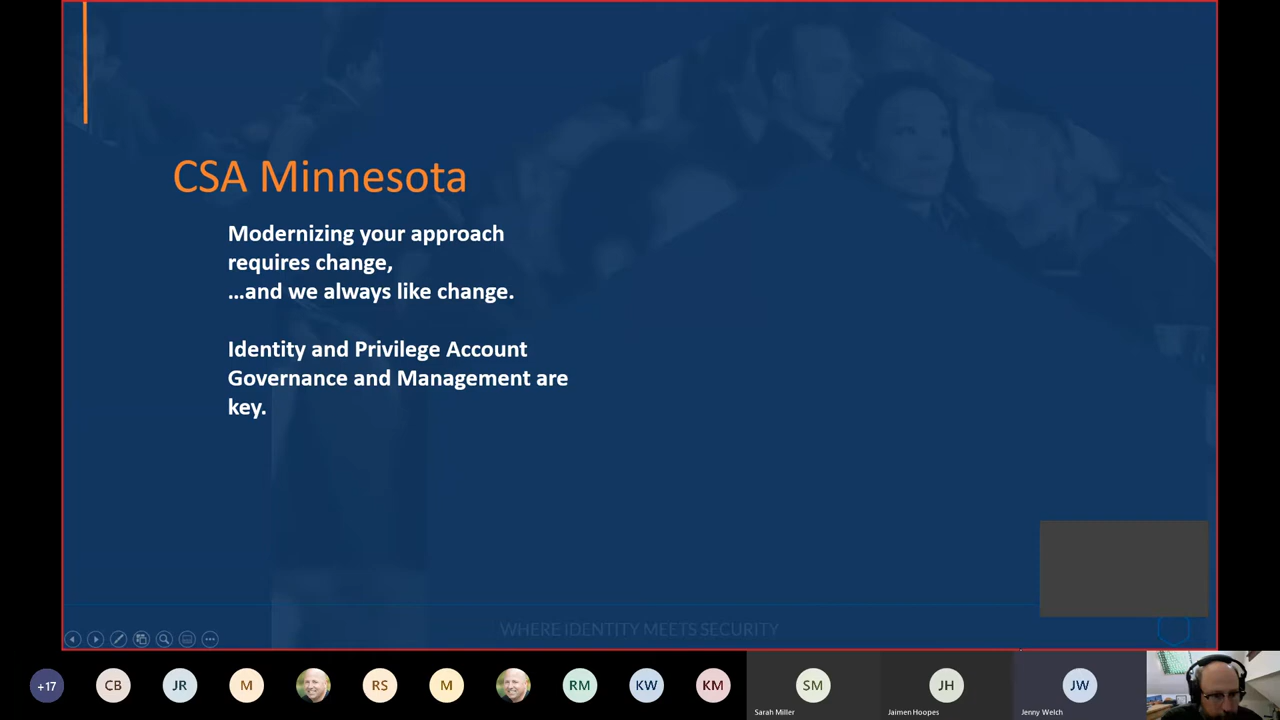 CSA Minnesota
Modernizing your approach
requires change,
…and we always like change.
Identity and Privilege Account
Governance and Management are
key.
WHERE IDENTITY MEETS SECURITY
+17
CB
JR
M
RS
M
RM
KW
KM
SM
JH
JW
Sarah Miller
Jaimen Hoopes
Jenny Welch